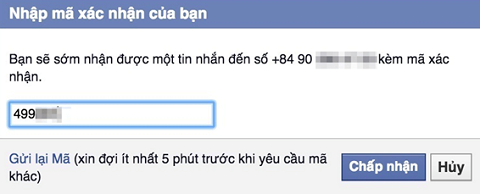 Nhập mã xác nhận của bạn
Bạn sẽ sớm nhận được một tin nhắn đến số +84 90 kèm mã xác
nhận.
499
Gửi lại Mã (xin đợi ít nhất 5 phút trước khi yêu cầu mã
khác)
Chấp nhận
Hủy